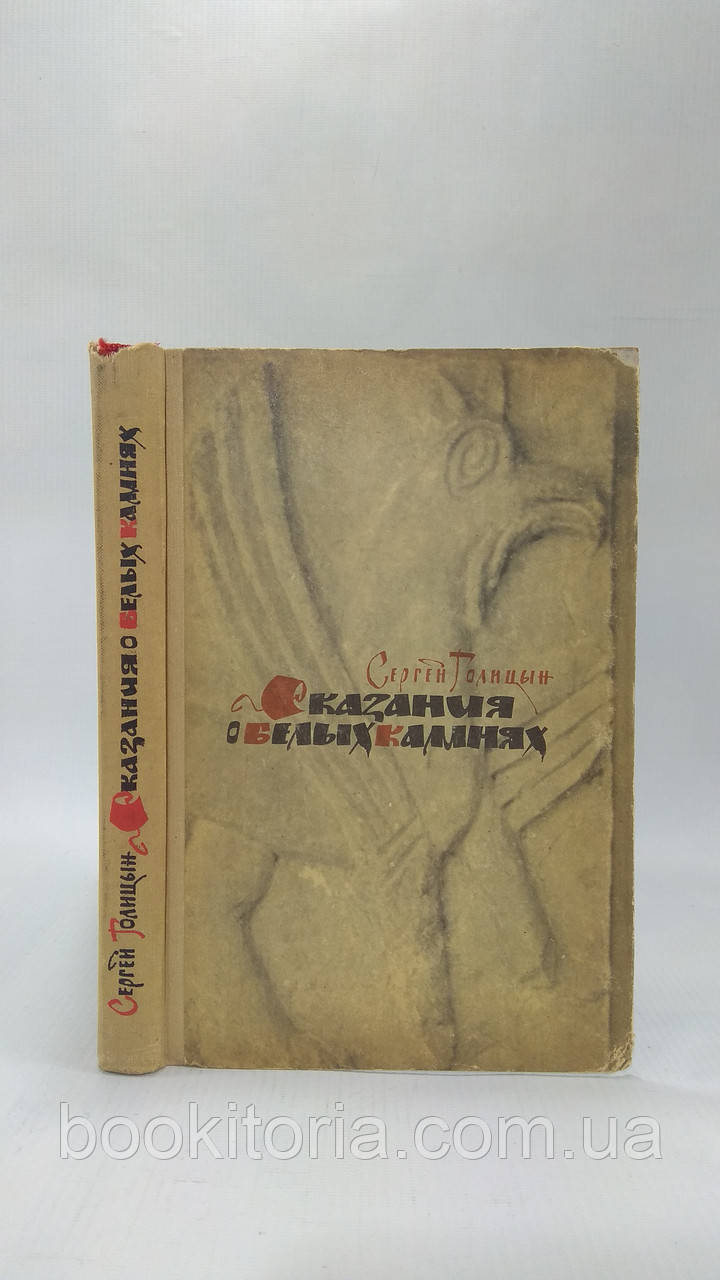 Сергей Голицын Сказания о белых камнях
Сергей Голицын
Сказания
о белых камнях
bookitoria.com.ua